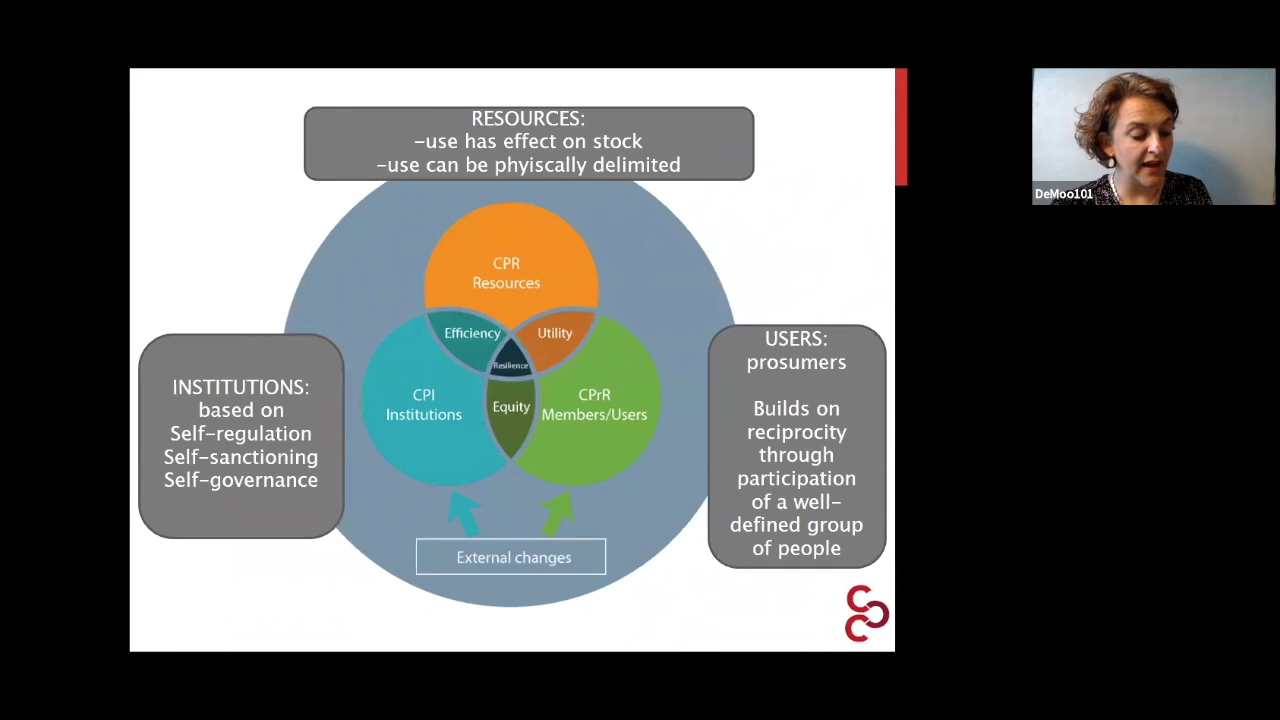 RESOURCES:
-use has effect on stock
-use can be phyiscally delimited
DeMoo101
CPR
Resources
Efficiency
Utility
Resilience
CPI
Institutions
Equity
CPrR
Members/Users
INSTITUTIONS:
based on
Self-regulation
Self-sanctioning
Self-governance
USERS:
prosumers
Builds on
reciprocity
through
participation
of a well-
defined group
of people
External changes